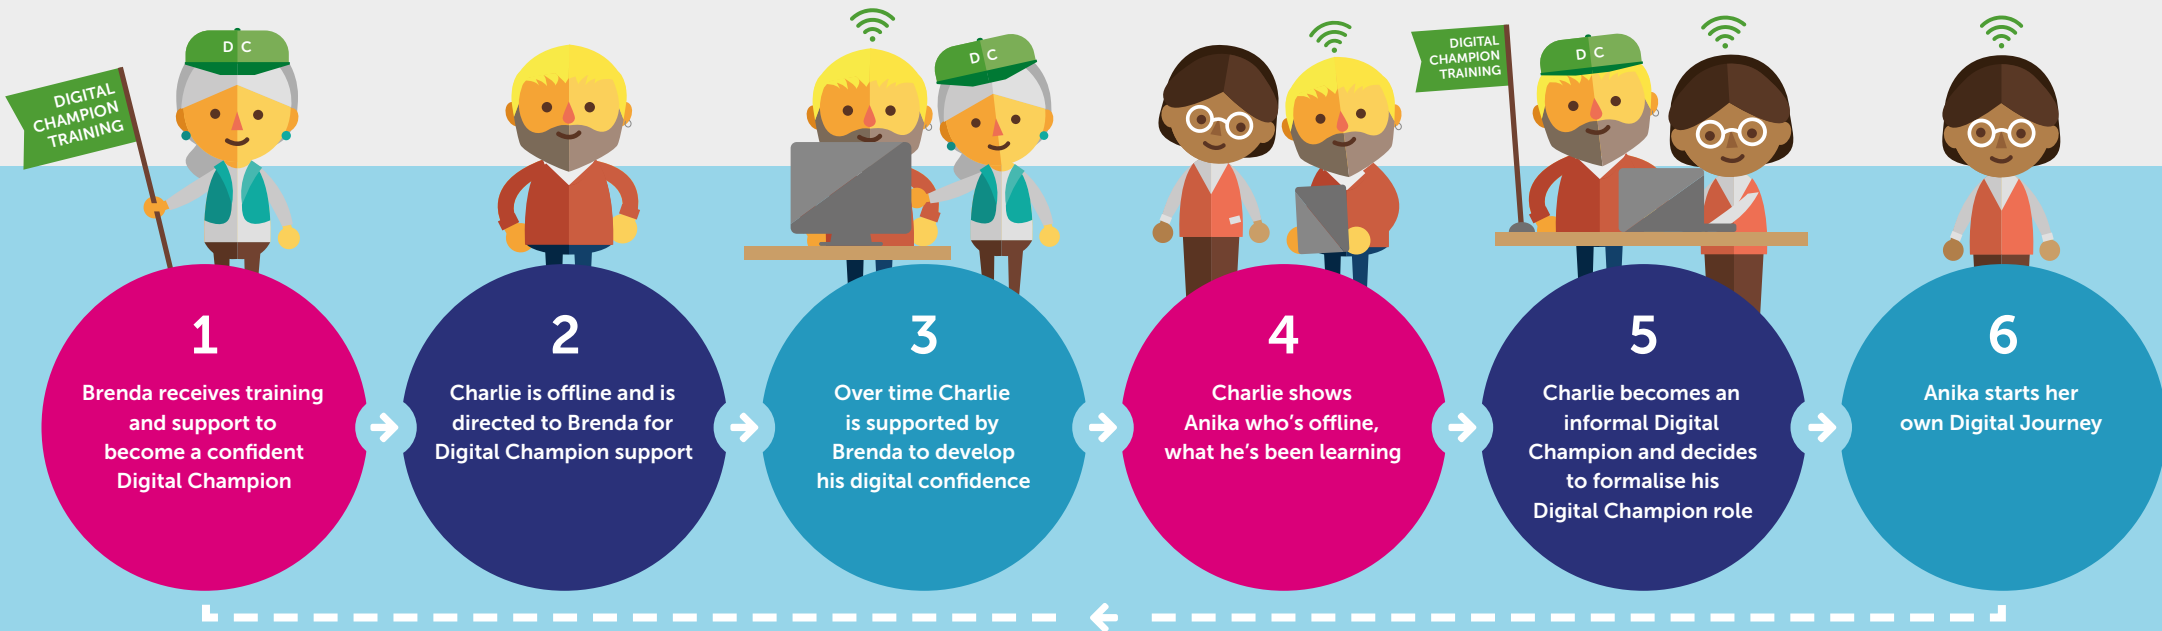 DIGITAL
CHAMPION
TRAINING
D C
D C
DIGITAL
CHAMPION
TRAINING
D C
1
Brenda receives training
and support to
become a confident
Digital Champion
2
Charlie is offline and is
directed to Brenda for
Digital Champion support
3
Over time Charlie
is supported by
Brenda to develop
his digital confidence
4
Charlie shows
Anika who's offline,
what he's been learning
5
Charlie becomes an
informal Digital
Champion and decides
to formalise his
Digital Champion role
6
Anika starts her
own Digital Journey